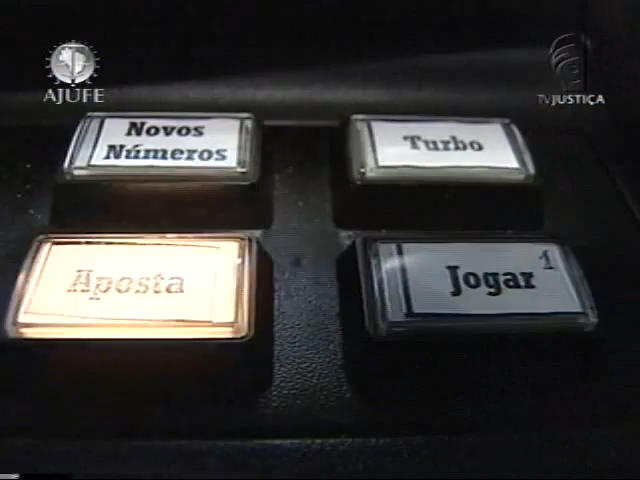 AJUFE
TV JUSTIÇA
Novos
Números
Turbo
Aposta
Jogar 1